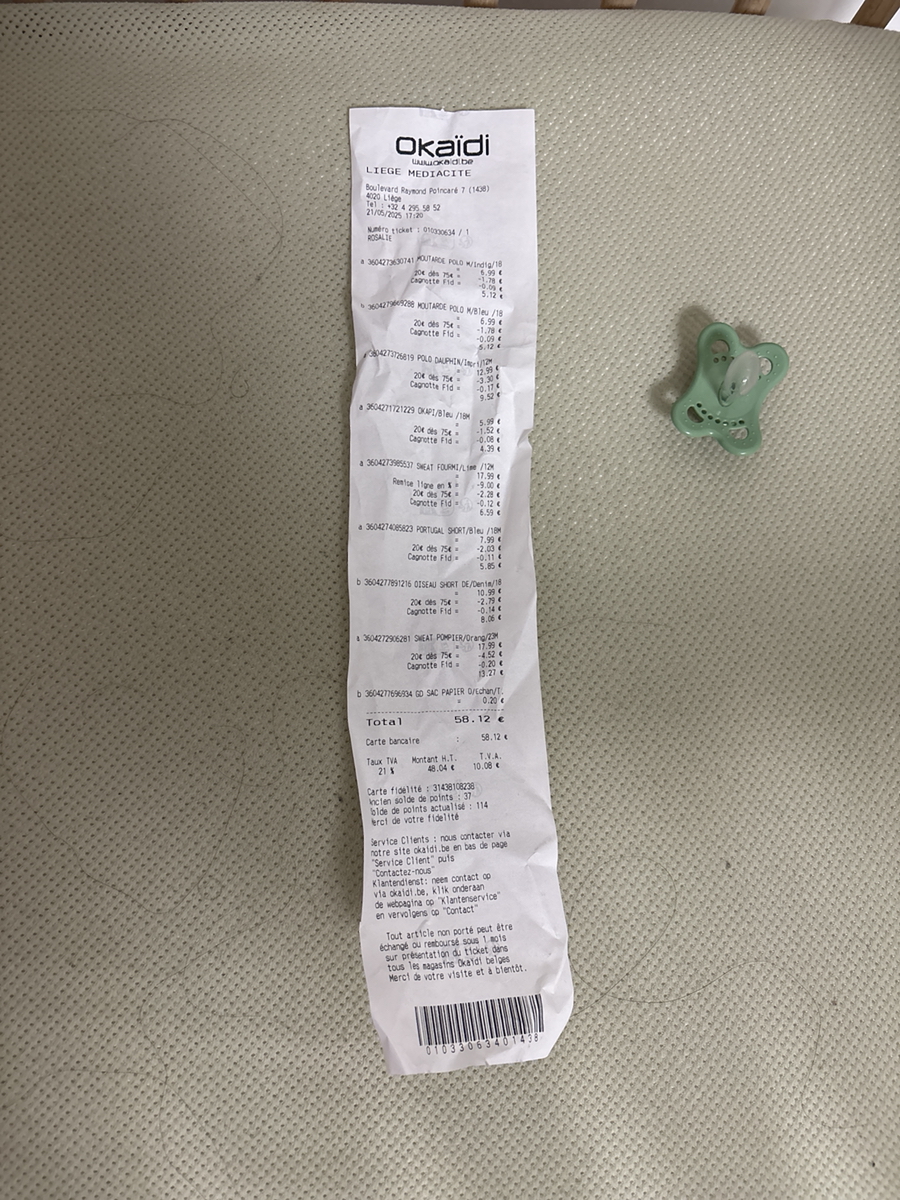 Okaïdi
www.okaidi.be
LIEGE MEDIACITE
Boulevard Raymond Poincaré 7 (1438)
4020 Liège
Tel : +32 4 295 58 52
21/05/2025 17:20
Numéro ticket : 010330634 / 1
ROSALIE
a 3604273630741 MOUTARDE POLO M/Indig/18
= 6.99 €
20€ dès 75€ = -1.78 €
Cagnotte Fid = -0.09 €
5.12 €
b 3604279869288 MOUTARDE POLO M/Bleu /18
= 6.99 €
20€ dès 75€ = -1.78 €
Cagnotte Fid = -0.09 €
5.12 €
a 3604273726819 POLO DAUPHIN/Impri/12M
= 12.99 €
20€ dès 75€ = -3.30 €
Cagnotte Fid = -0.17 €
9.52 €
a 3604271721229 OKAPI/Bleu /18M
= 5.99 €
20€ dès 75€ = -1.52 €
Cagnotte Fid = -0.08 €
4.39 €
a 3604273985537 SWEAT FOURMI/Liem /12M
= 17.99 €
Remise ligne en % = -9.00 €
20€ dès 75€ = -2.28 €
Cagnotte Fid = -0.12 €
6.59 €
a 3604274085823 PORTUGAL SHORT/Bleu /18M
= 7.99 €
20€ dès 75€ = -2.03 €
Cagnotte Fid = -0.11 €
5.85 €
b 3604277891216 OISEAU SHORT DE/Denim/18
= 10.99 €
20€ dès 75€ = -2.79 €
Cagnotte Fid = -0.14 €
8.06 €
a 3604272906281 SWEAT POMPIER/Orang/23M
= 17.99 €
20€ dès 75€ = -4.52 €
Cagnotte Fid = -0.20 €
13.27 €
b 3604277696934 GD SAC PAPIER D/Echan/T.
= 0.20 €
Total 58.12 €
Carte bancaire : 58.12 €
Taux TVA Montant H.T. T.V.A.
21 % 48.04 € 10.08 €
Carte fidelité : 31438108238
Ancien solde de points : 37
Solde de points actualisé : 114
Merci de votre fidelité
Service Clients : nous contacter via
notre site okaidi.be en bas de page
"Service Client" puis
"Contactez-nous"
Klantendienst: neem contact op
via okaidi.be, klik onderaan
de webpagina op "Klantenservice"
en vervolgens op "Contact"
Tout article non porté peut être
échangé ou remboursé sous 1 mois
sur présentation du ticket dans
tous les magasins Okaïdi belges
Merci de votre visite et à bientôt.
01033063401438